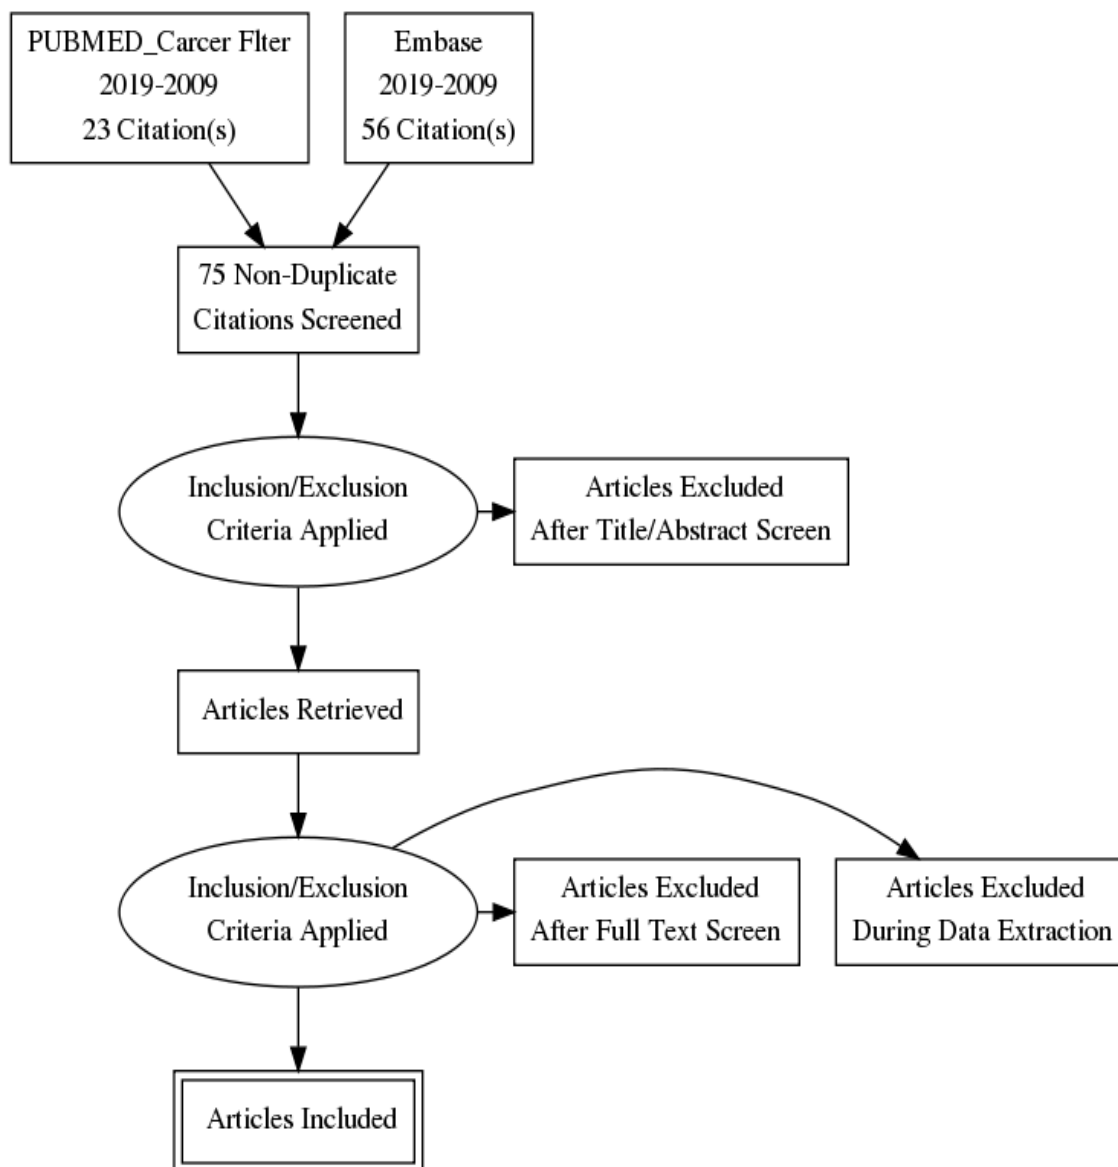 PUBMED_Carcer Flter
2019-2009
23 Citation(s)
Embase
2019-2009
56 Citation(s)
75 Non-Duplicate
Citations Screened
Inclusion/Exclusion
Criteria Applied
Articles Excluded
After Title/Abstract Screen
Articles Retrieved
Inclusion/Exclusion
Criteria Applied
Articles Excluded
After Full Text Screen
Articles Excluded
During Data Extraction
Articles Included